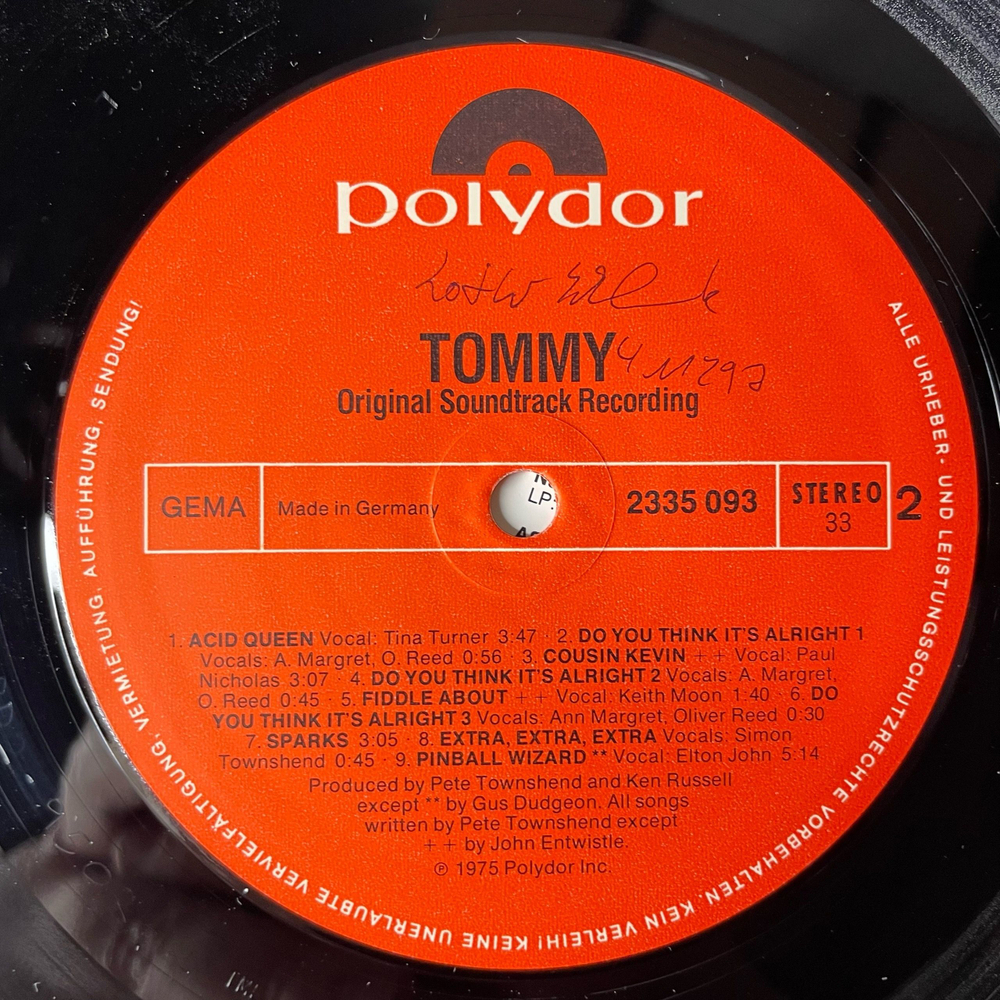 polydor
TOMMY
Original Soundtrack Recording
GEMA
Made in Germany
LP:
2335 093
STEREO
33
2
1. ACID QUEEN Vocal: Tina Turner 3:47 · 2. DO YOU THINK IT'S ALRIGHT 1
Vocals: A. Margret, O. Reed 0:56 · 3. COUSIN KEVIN + + Vocal: Paul
Nicholas 3:07 · 4. DO YOU THINK IT'S ALRIGHT 2 Vocals: A. Margret,
O. Reed 0:45 · 5. FIDDLE ABOUT + + Vocal: Keith Moon 1:40 · 6. DO
YOU THINK IT'S ALRIGHT 3 Vocals: Ann Margret, Oliver Reed 0:30
7. SPARKS 3:05 · 8. EXTRA, EXTRA, EXTRA Vocals: Simon
Townshend 0:45 · 9. PINBALL WIZARD ** Vocal: Elton John 5:14
Produced by Pete Townshend and Ken Russell
except ** by Gus Dudgeon. All songs
written by Pete Townshend except
+ + by John Entwistle.
℗ 1975 Polydor Inc.
ALLE URHEBER- UND LEISTUNGSSCHUTZRECHTE VORBEHALTEN. KEIN VERLEIH! KEINE UNERLAUBTE VERVIELFÄLTIGUNG, VERMIETUNG, AUFFÜHRUNG, SENDUNG!